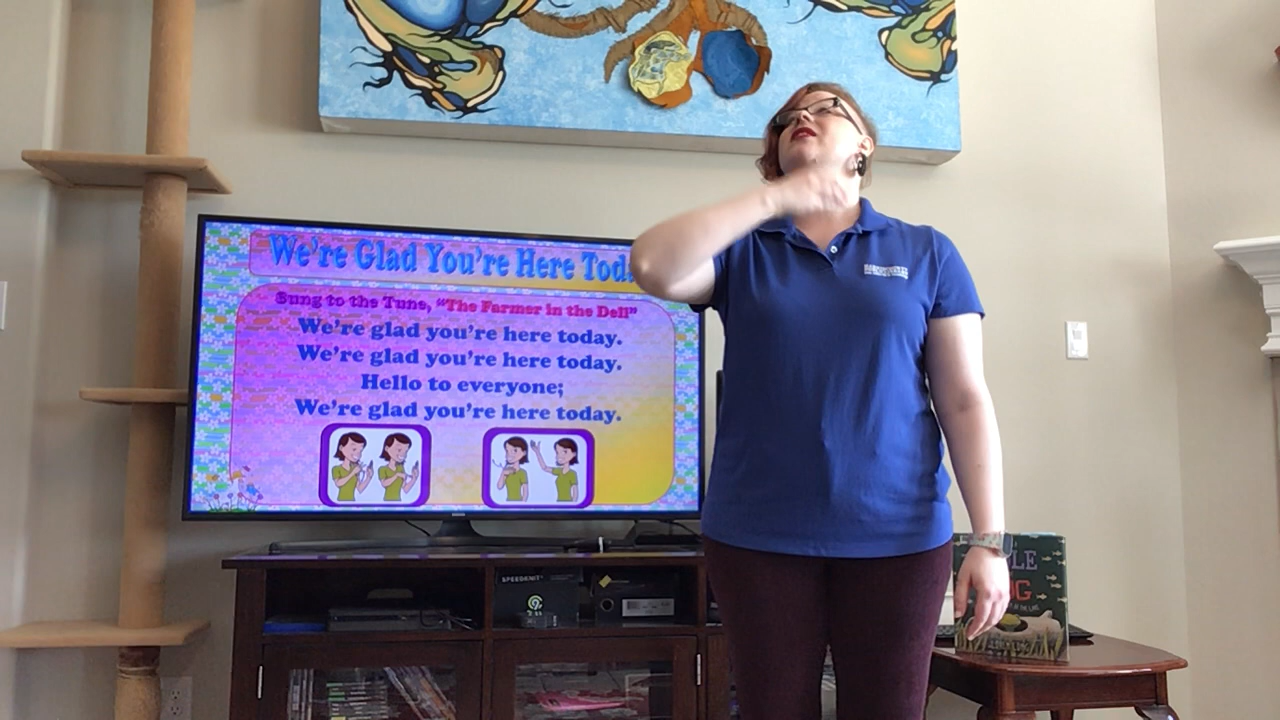 We're Glad You're Here Tod
Sung to the Tune, "The Farmer in the Dell"
We're glad you're here today.
We're glad you're here today.
Hello to everyone;
We're glad you're here today.